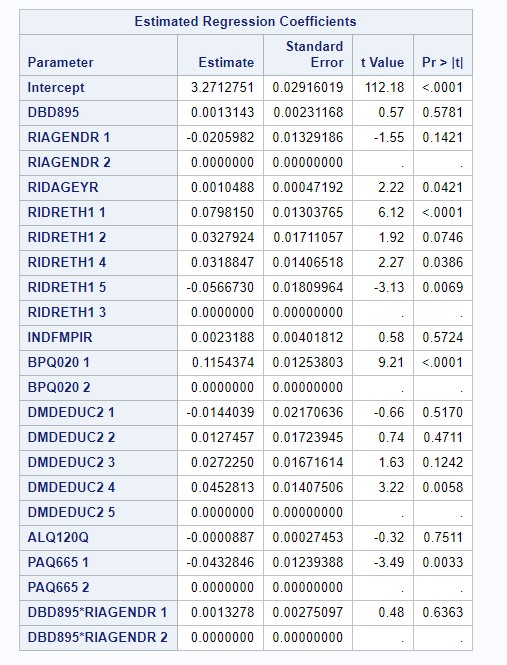 Estimated Regression Coefficients
Parameter Estimate Standard Error t Value Pr > |t|
Intercept 3.2712751 0.02916019 112.18 <.0001
DBD895 0.0013143 0.00231168 0.57 0.5781
RIAGENDR 1 -0.0205982 0.01329186 -1.55 0.1421
RIAGENDR 2 0.0000000 0.00000000 . .
RIDAGEYR 0.0010488 0.00047192 2.22 0.0421
RIDRETH1 1 0.0798150 0.01303765 6.12 <.0001
RIDRETH1 2 0.0327924 0.01711057 1.92 0.0746
RIDRETH1 4 0.0318847 0.01406518 2.27 0.0386
RIDRETH1 5 -0.0566730 0.01809964 -3.13 0.0069
RIDRETH1 3 0.0000000 0.00000000 . .
INDFMPIR 0.0023188 0.00401812 0.58 0.5724
BPQ020 1 0.1154374 0.01253803 9.21 <.0001
BPQ020 2 0.0000000 0.00000000 . .
DMDEDUC2 1 -0.0144039 0.02170636 -0.66 0.5170
DMDEDUC2 2 0.0127457 0.01723945 0.74 0.4711
DMDEDUC2 3 0.0272250 0.01671614 1.63 0.1242
DMDEDUC2 4 0.0452813 0.01407506 3.22 0.0058
DMDEDUC2 5 0.0000000 0.00000000 . .
ALQ120Q -0.0000887 0.00027453 -0.32 0.7511
PAQ665 1 -0.0432846 0.01239388 -3.49 0.0033
PAQ665 2 0.0000000 0.00000000 . .
DBD895*RIAGENDR 1 0.0013278 0.00275097 0.48 0.6363
DBD895*RIAGENDR 2 0.0000000 0.00000000 . .